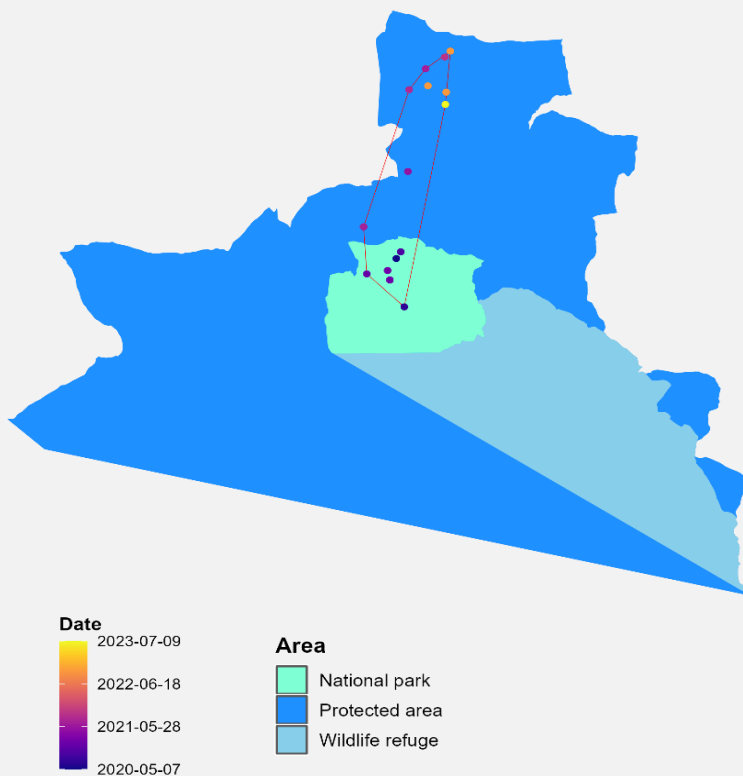 Date
2023-07-09
2022-06-18
2021-05-28
2020-05-07
Area
National park
Protected area
Wildlife refuge